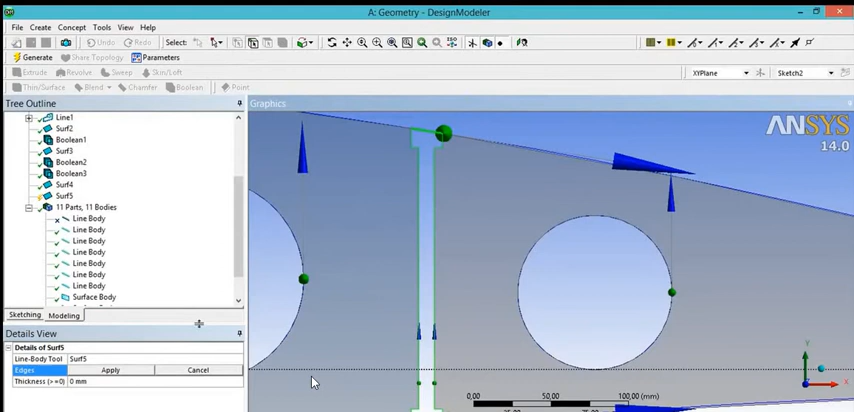 A: Geometry - DesignModeler
File Create Concept Tools View Help
Undo Redo Select:
Generate Share Topology Parameters
Extrude Revolve Sweep Skin/Loft XYPlane Sketch2
Thin/Surface Blend Chamfer Boolean Point
Tree Outline
Graphics
Line1
Surf2
Boolean1
Surf3
Boolean2
Boolean3
Surf4
Surf5
11 Parts, 11 Bodies
Line Body
Line Body
Line Body
Line Body
Line Body
Line Body
Line Body
Surface Body
Sketching Modeling
Details View
Details of Surf5
Line-Body Tool Surf5
Edges Apply Cancel
Thickness (>=0) 0 mm
ANSYS
14.0
0,00 50,00 100,00 (mm)
Y
X